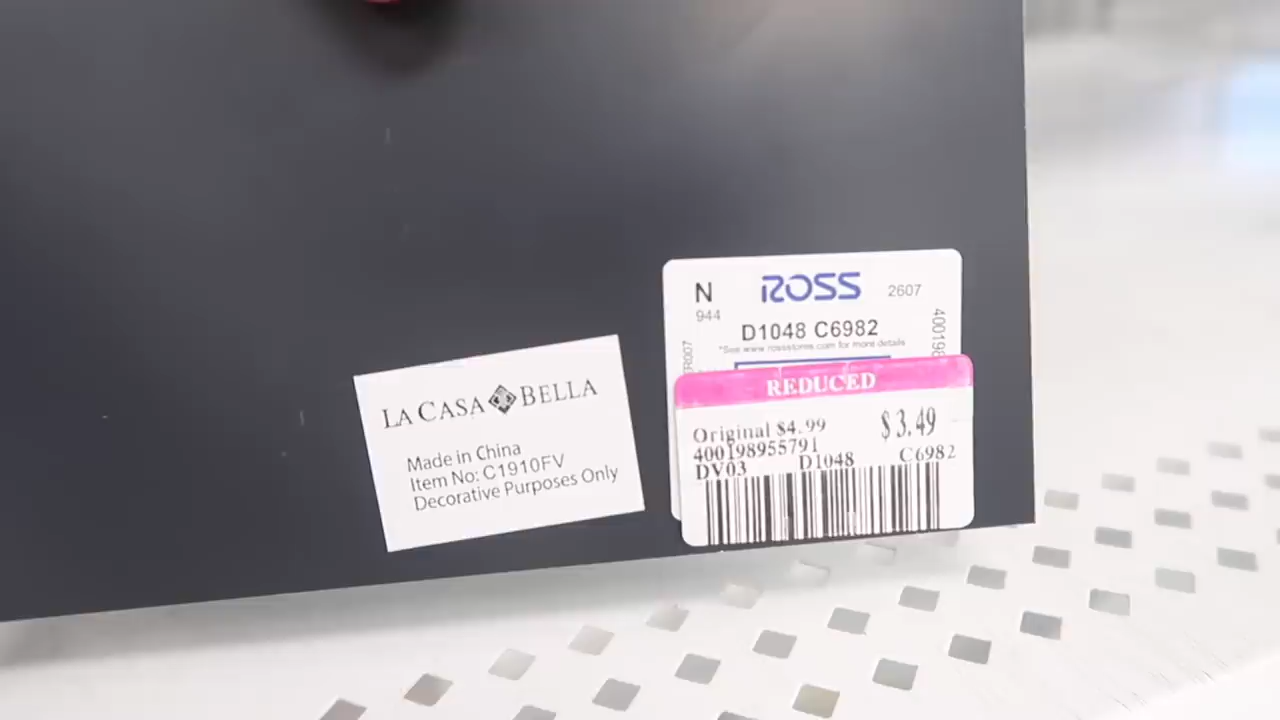 LA CASA BELLA
Made in China
Item No: C1910FV
Decorative Purposes Only
N ROSS 2607
944
D1048 C6982
*See www.rossstores.com for more details
REDUCED
Original $4.99 $3.49
400198955791
DV03 D1048 C6982